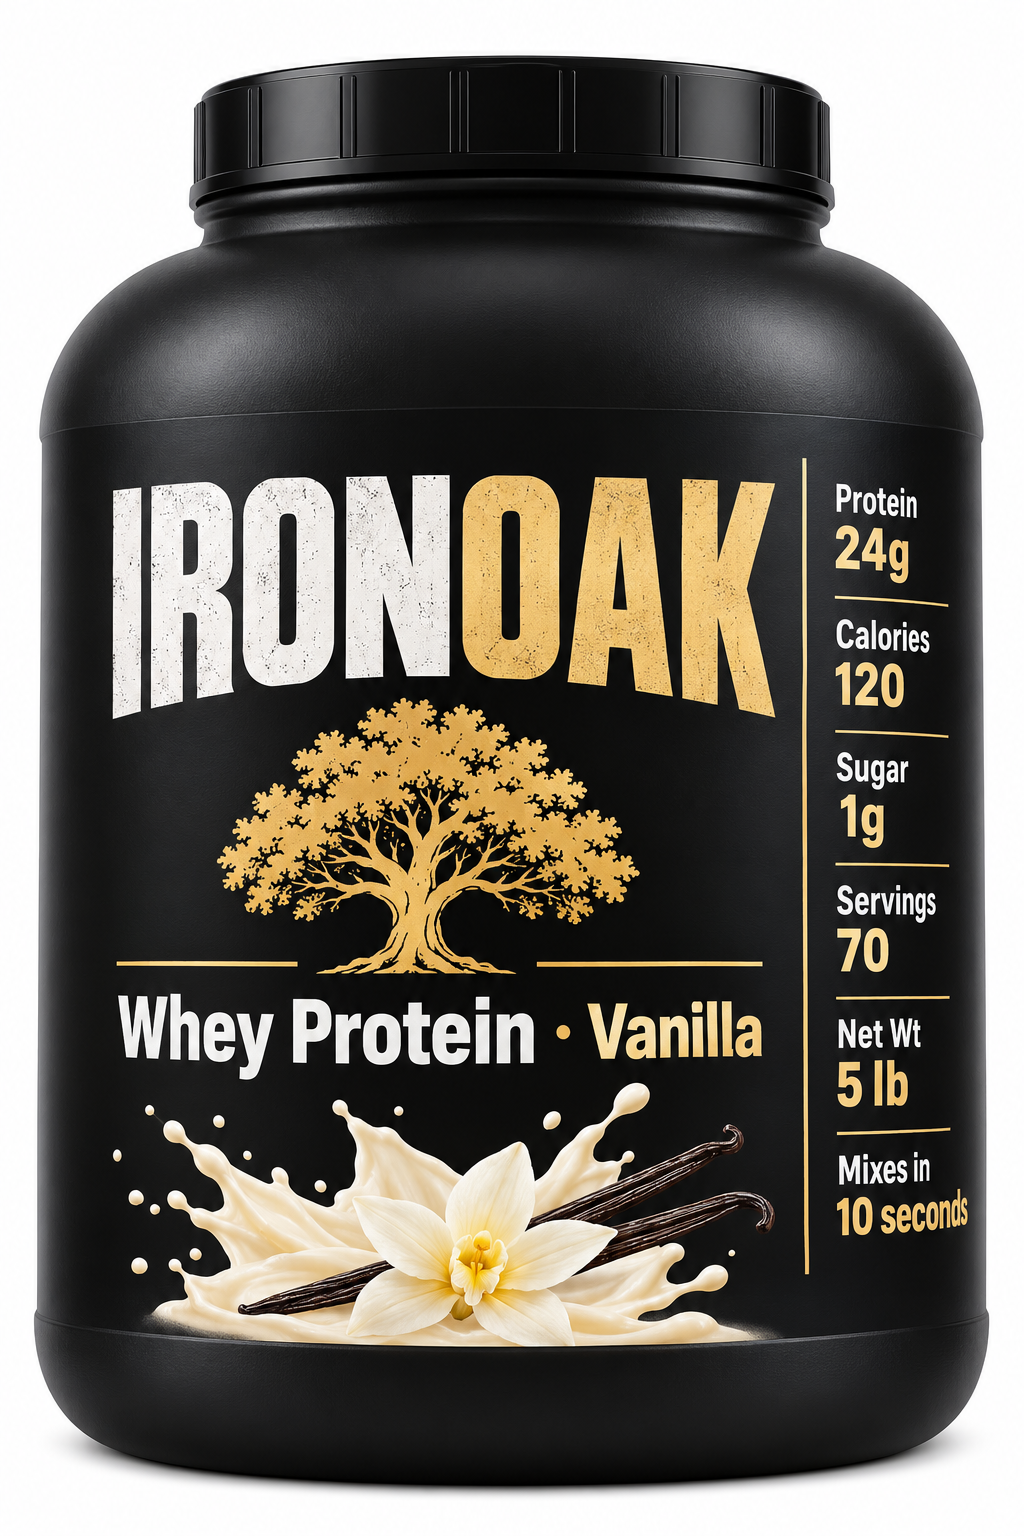 IRONOAK
Whey Protein · Vanilla
Protein
24g
Calories
120
Sugar
1g
Servings
70
Net Wt
5 lb
Mixes in
10 seconds